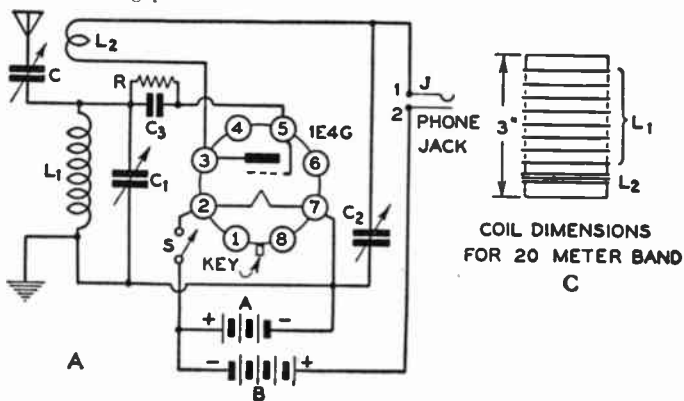 C
L2
R
C3
L1
C1
4
5
1E4G
3
6
2
7
1
8
S
KEY
C2
1
J
2
PHONE
JACK
A
+
-
-
+
B
A
3"
L1
L2
COIL DIMENSIONS
FOR 20 METER BAND
C